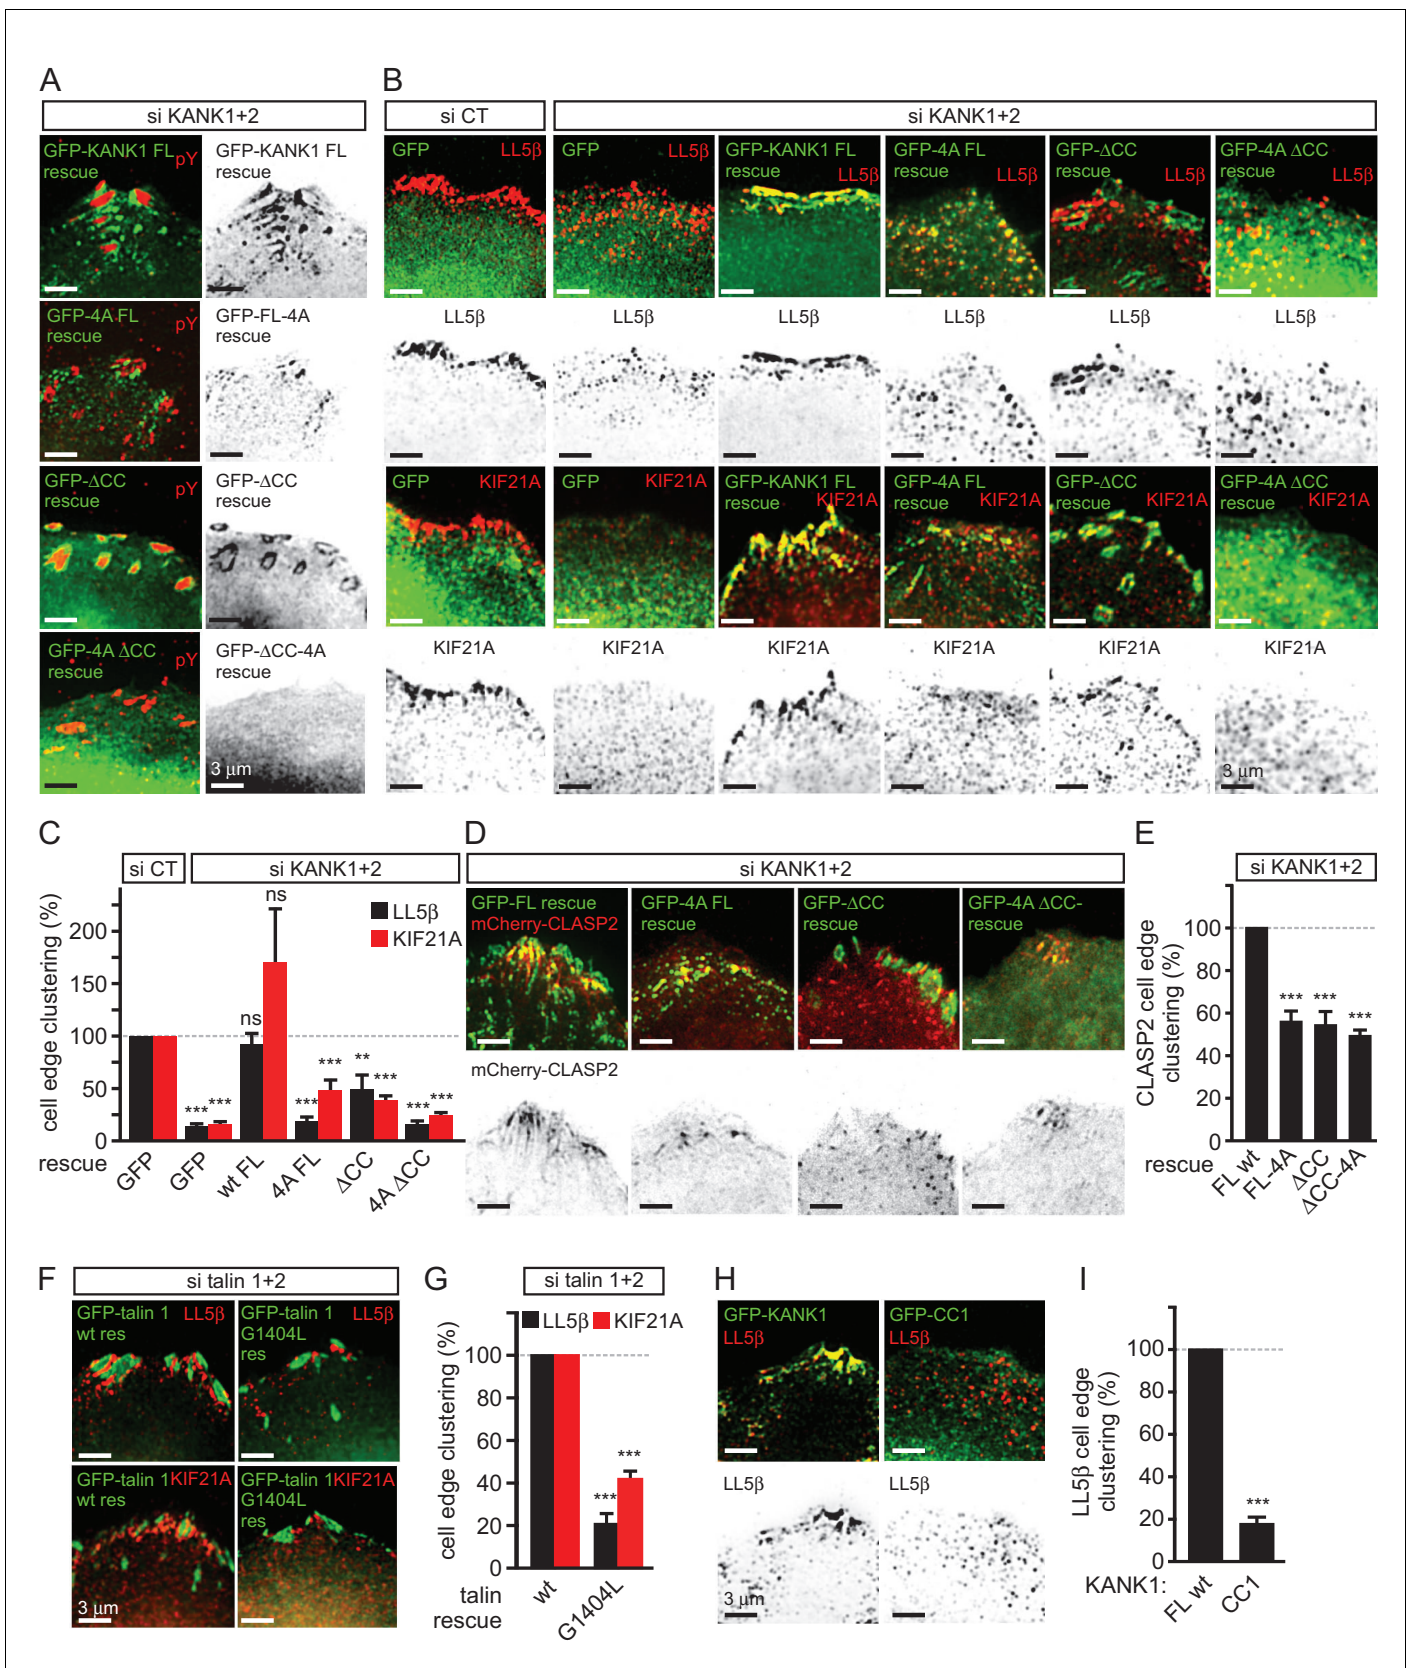 A
B
si KANK1+2
si CT
si KANK1+2
GFP-KANK1 FL pY
rescue
GFP-KANK1 FL
rescue
GFP LL5β
GFP LL5β
GFP-KANK1 FL
rescue LL5β
GFP-4A FL
rescue LL5β
GFP-ΔCC
rescue LL5β
GFP-4A ΔCC
rescue LL5β
GFP-4A FL pY
rescue
GFP-FL-4A
rescue
LL5β
LL5β
LL5β
LL5β
LL5β
LL5β
GFP-ΔCC
rescue pY
GFP-ΔCC
rescue
GFP KIF21A
GFP KIF21A
GFP-KANK1 FL
rescue KIF21A
GFP-4A FL
rescue KIF21A
GFP-ΔCC
rescue KIF21A
GFP-4A ΔCC
rescue KIF21A
GFP-4A ΔCC
rescue pY
GFP-ΔCC-4A
rescue
3 μm
KIF21A
KIF21A
KIF21A
KIF21A
KIF21A
KIF21A
3 μm
C
si CT
si KANK1+2
cell edge clustering (%)
200
150
100
50
0
LL5β
KIF21A
*** ***
ns
ns
*** ***
** ***
*** ***
rescue
GFP
GFP
wt FL
4A FL
ΔCC
4A ΔCC
D
si KANK1+2
GFP-FL rescue
mCherry-CLASP2
GFP-4A FL
rescue
GFP-ΔCC
rescue
GFP-4A ΔCC-
rescue
mCherry-CLASP2
E
si KANK1+2
CLASP2 cell edge
clustering (%)
100
80
60
40
20
0
*** *** ***
rescue
FL wt
FL-4A
ΔCC
ΔCC-4A
F
si talin 1+2
GFP-talin 1 LL5β
wt res
GFP-talin 1 LL5β
G1404L
res
GFP-talin 1 KIF21A
wt res
3 μm
GFP-talin 1 KIF21A
G1404L
res
G
si talin 1+2
LL5β KIF21A
cell edge clustering (%)
100
80
60
40
20
0
*** ***
talin
rescue
wt
G1404L
H
GFP-KANK1
LL5β
GFP-CC1
LL5β
LL5β
3 μm
LL5β
I
LL5β cell edge
clustering (%)
100
80
60
40
20
0
***
KANK1:
FL wt
CC1